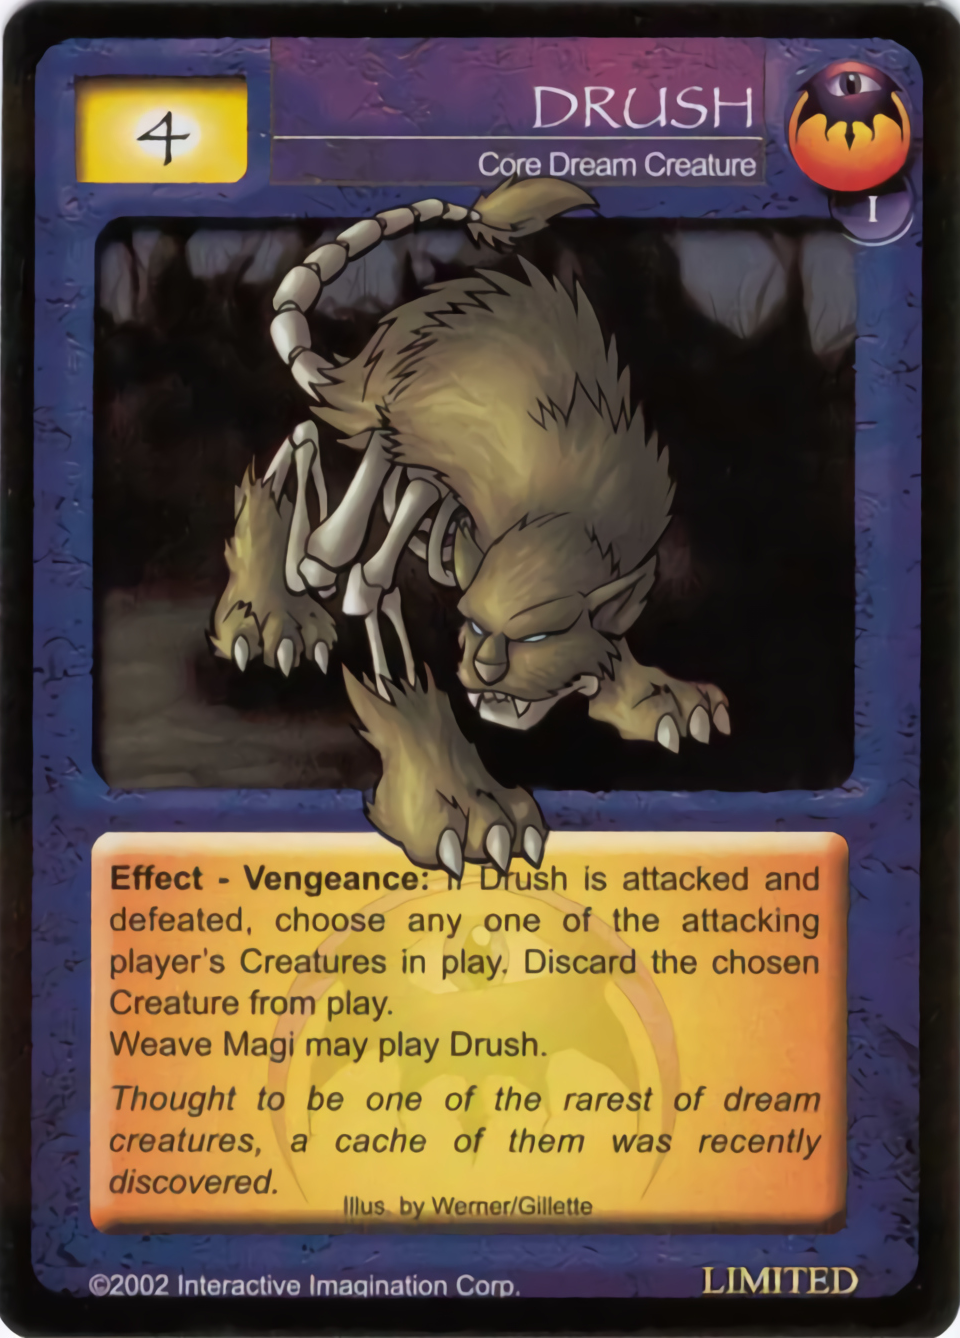 4
DRUSH
Core Dream Creature
I
Effect - Vengeance: If Drush is attacked and
defeated, choose any one of the attacking
player's Creatures in play. Discard the chosen
Creature from play.
Weave Magi may play Drush.
Thought to be one of the rarest of dream
creatures, a cache of them was recently
discovered.
Illus. by Werner/Gillette
©2002 Interactive Imagination Corp.
LIMITED